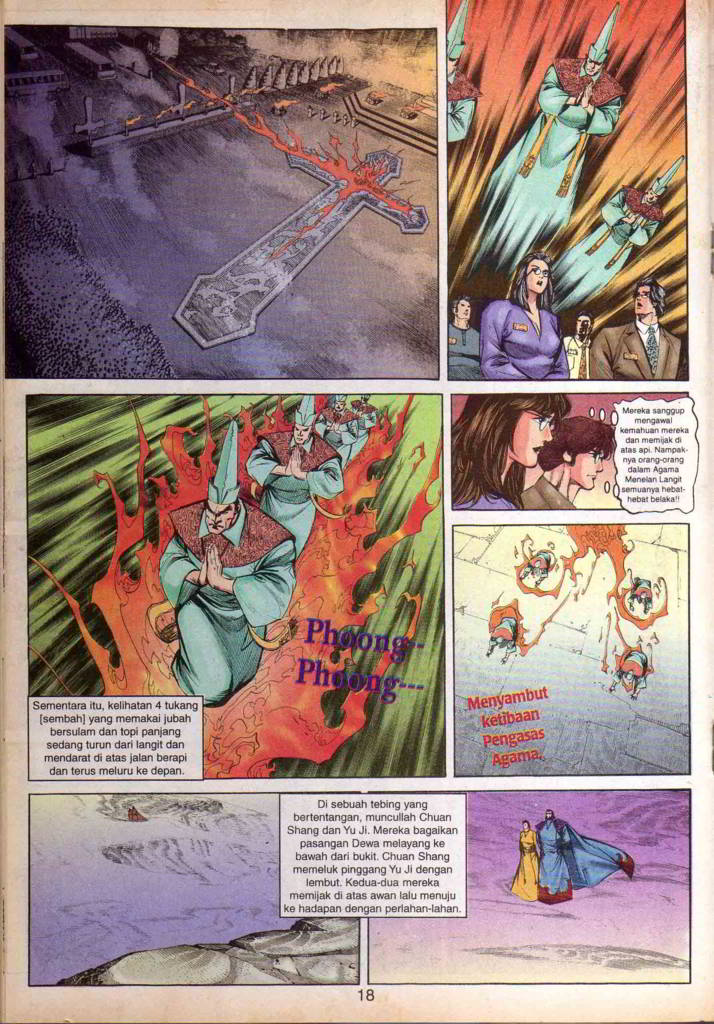 Mereka sanggup
mengawal
kemahuan mereka
dan memijak di
atas api. Nampak-
nya orang-orang
dalam Agama
Menelan Langit
semuanya hebat-
hebat belaka!!
Phoong--
Phoong---
Sementara itu, kelihatan 4 tukang
[sembah] yang memakai jubah
bersulam dan topi panjang
sedang turun dari langit dan
mendarat di atas jalan berapi
dan terus meluru ke depan.
Menyambut
ketibaan
Pengasas
Agama.
Di sebuah tebing yang
bertentangan, muncullah Chuan
Shang dan Yu Ji. Mereka bagaikan
pasangan Dewa melayang ke
bawah dari bukit. Chuan Shang
memeluk pinggang Yu Ji dengan
lembut. Kedua-dua mereka
memijak di atas awan lalu menuju
ke hadapan dengan perlahan-lahan.
18